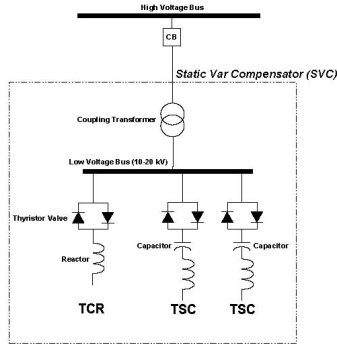 High Voltage Bus
CB
Static Var Compensator (SVC)
Coupling Transformer
Low Voltage Bus (10-20 kV)
Thyristor Valve
Reactor
Capacitor
Capacitor
TCR
TSC
TSC